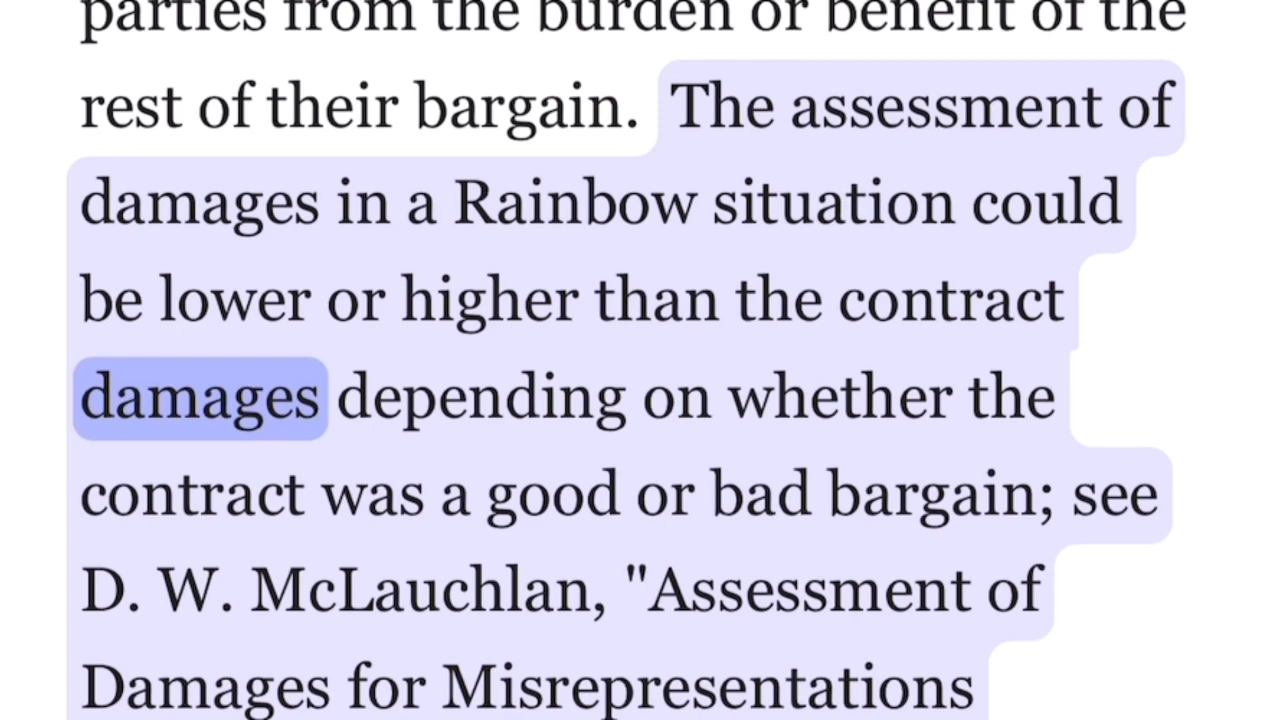 parties from the burden or benefit of the
rest of their bargain. The assessment of
damages in a Rainbow situation could
be lower or higher than the contract
damages depending on whether the
contract was a good or bad bargain; see
D. W. McLauchlan, "Assessment of
Damages for Misrepresentations